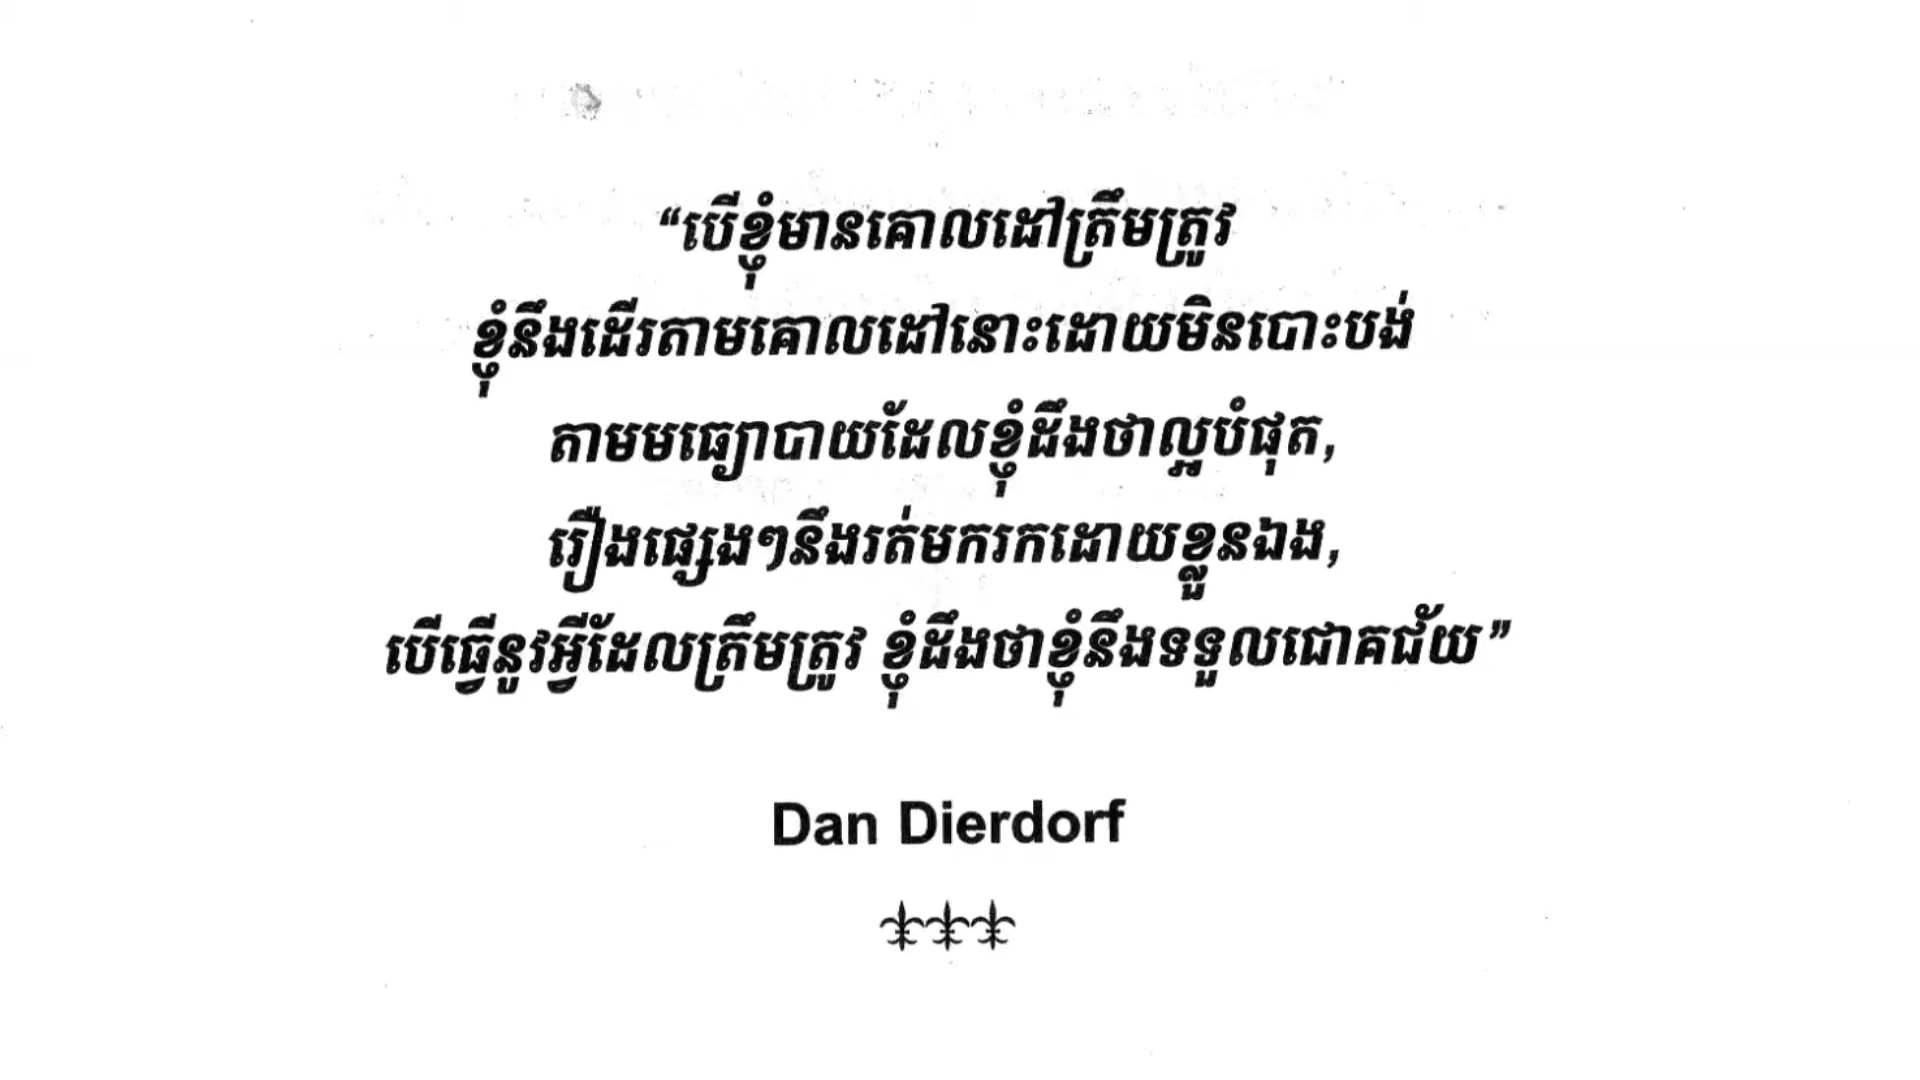 “បើខ្ញុំមានគោលដៅត្រឹមត្រូវ
ខ្ញុំនឹងដើរតាមគោលដៅនោះដោយមិនបោះបង់
តាមមធ្យោបាយដែលខ្ញុំដឹងថាល្អបំផុត,
រឿងផ្សេងៗនឹងរត់មករកដោយខ្លួនឯង,
បើធ្វើនូវអ្វីដែលត្រឹមត្រូវ ខ្ញុំដឹងថាខ្ញុំនឹងទទួលជោគជ័យ”
Dan Dierdorf